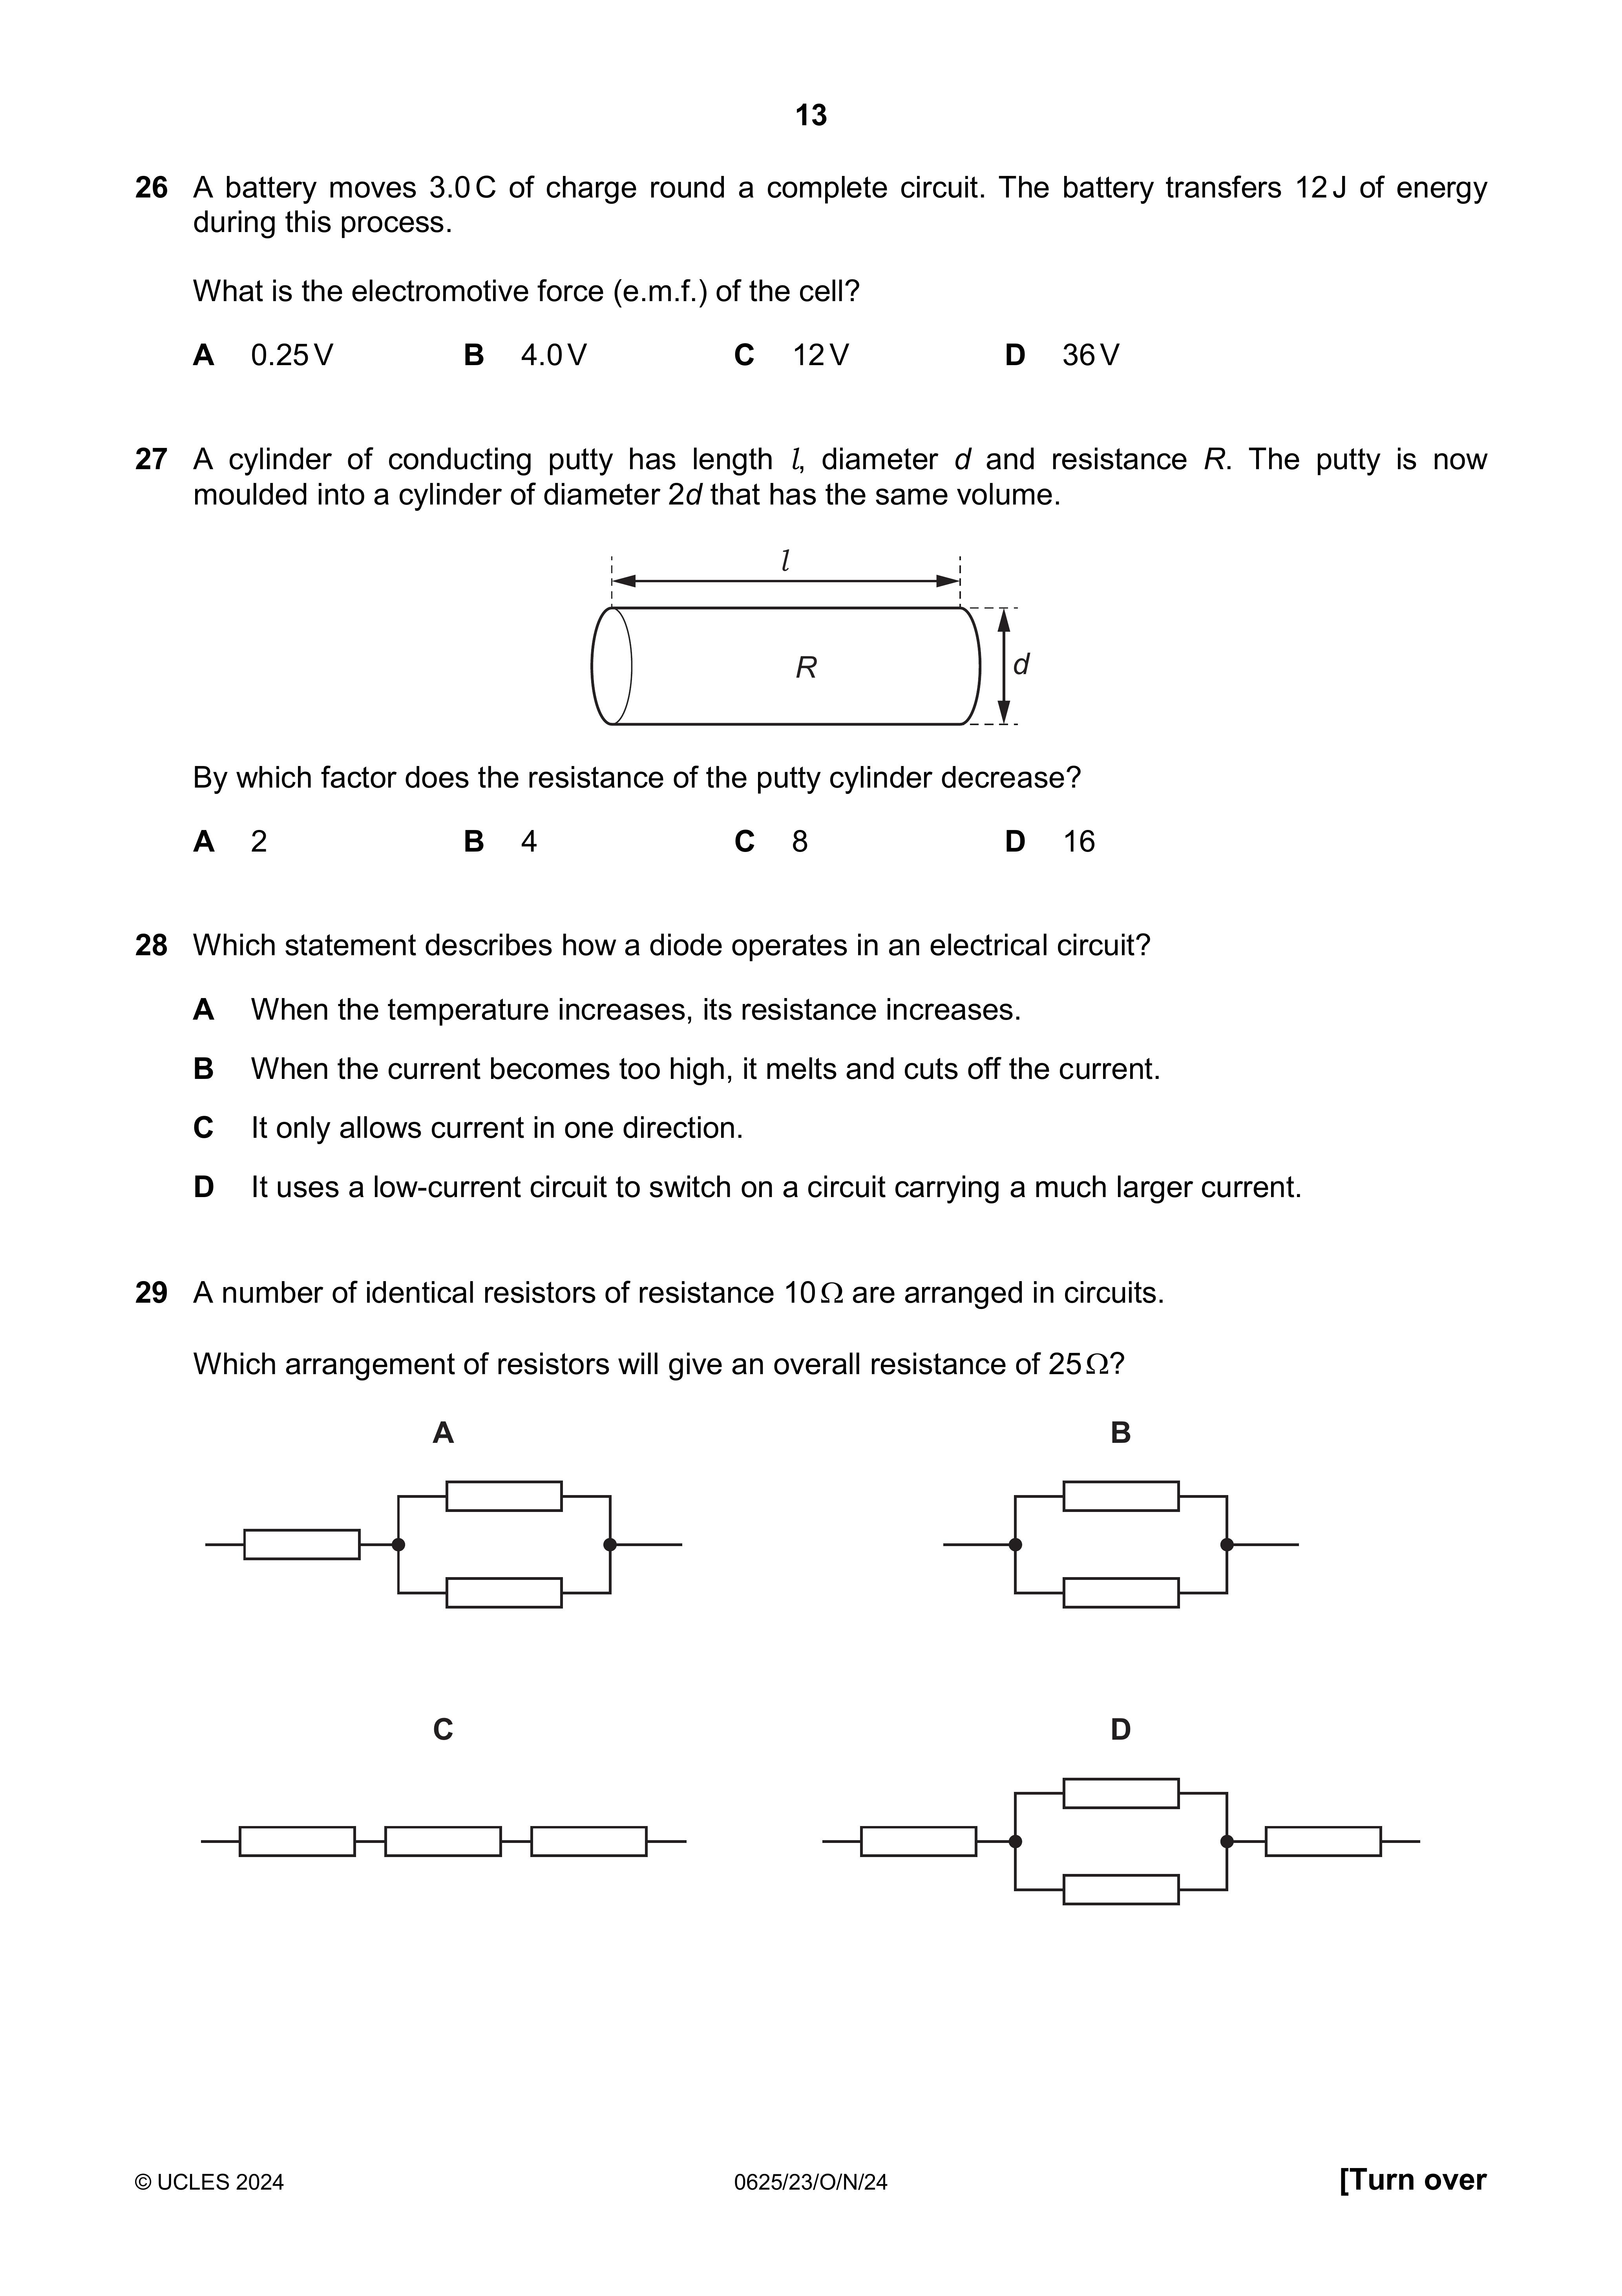 13
26 A battery moves 3.0 C of charge round a complete circuit. The battery transfers 12 J of energy
during this process.
What is the electromotive force (e.m.f.) of the cell?
A 0.25 V B 4.0 V C 12 V D 36 V
27 A cylinder of conducting putty has length l, diameter d and resistance R. The putty is now
moulded into a cylinder of diameter 2d that has the same volume.
l
R
d
By which factor does the resistance of the putty cylinder decrease?
A 2 B 4 C 8 D 16
28 Which statement describes how a diode operates in an electrical circuit?
A When the temperature increases, its resistance increases.
B When the current becomes too high, it melts and cuts off the current.
C It only allows current in one direction.
D It uses a low-current circuit to switch on a circuit carrying a much larger current.
29 A number of identical resistors of resistance 10 Ω are arranged in circuits.
Which arrangement of resistors will give an overall resistance of 25 Ω?
A B
C D
© UCLES 2024 0625/23/O/N/24 [Turn over